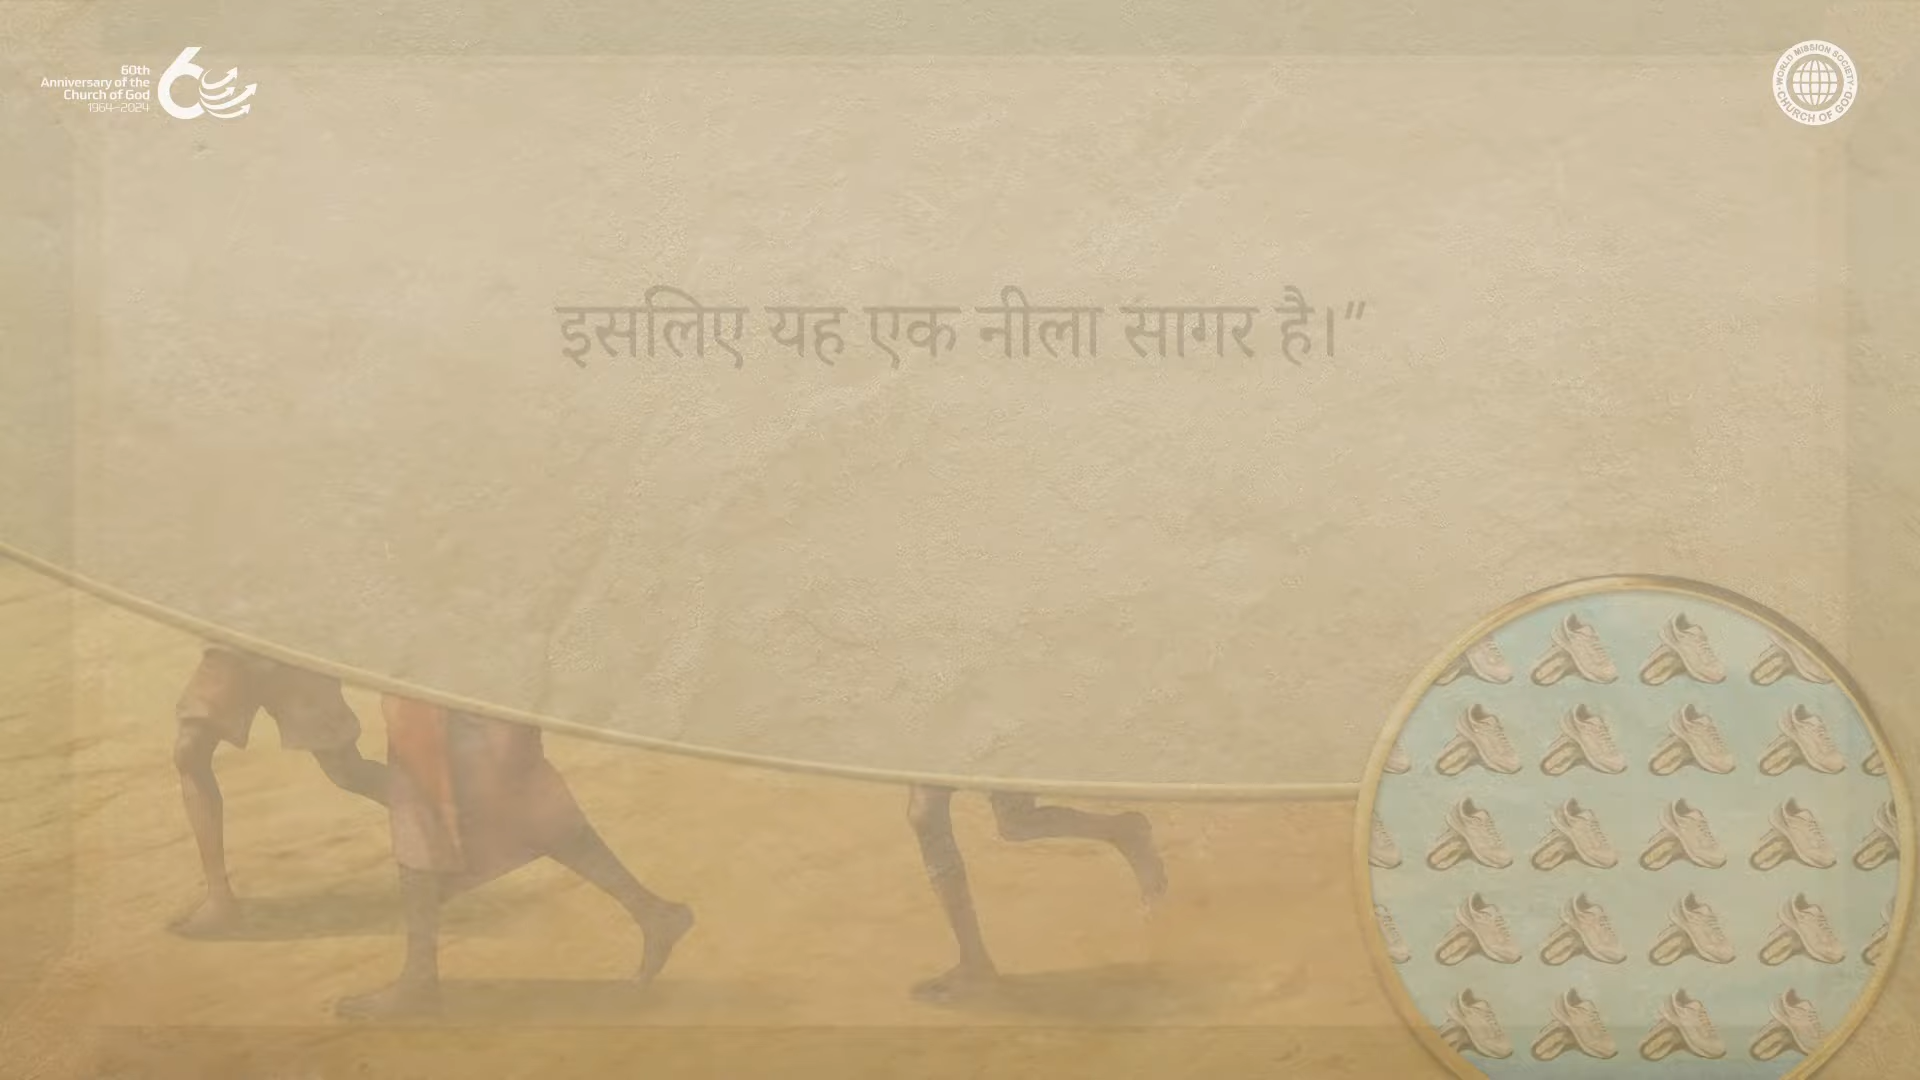 60th
Anniversary of the
Church of God
1964–2024
WORLD MISSION SOCIETY
CHURCH OF GOD
इसलिए यह एक नीला सागर है।”